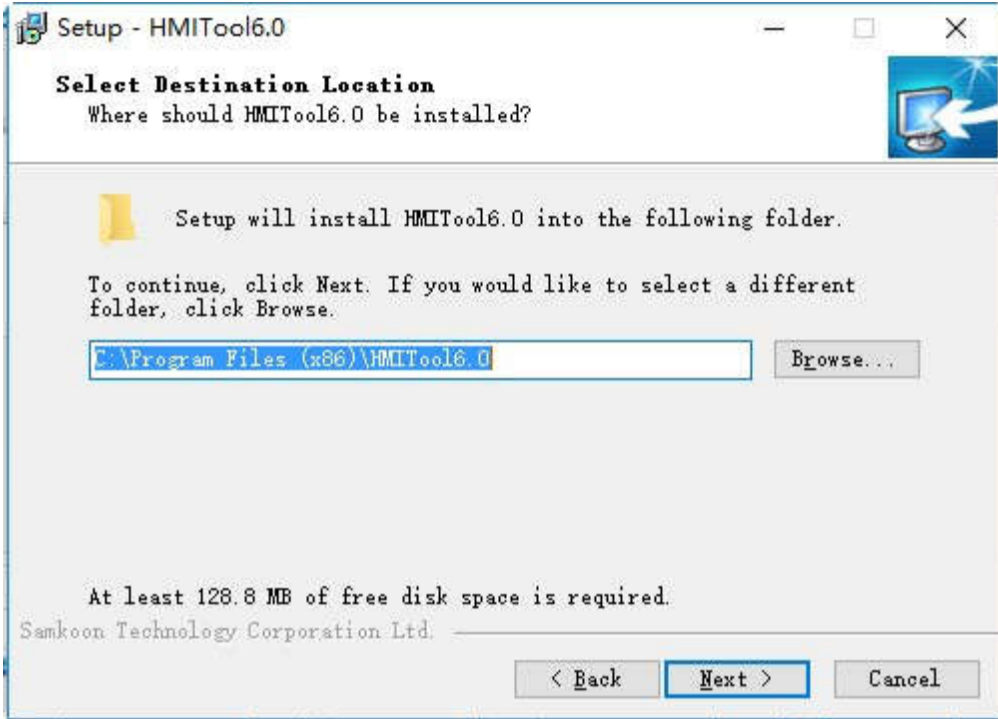 Setup - HMITool6.0
Select Destination Location
Where should HMITool6.0 be installed?
Setup will install HMITool6.0 into the following folder.
To continue, click Next. If you would like to select a different
folder, click Browse.
C:\Program Files (x86)\HMITool6.0
Browse...
At least 128.8 MB of free disk space is required.
Samkoon Technology Corporation Ltd.
< Back
Next >
Cancel